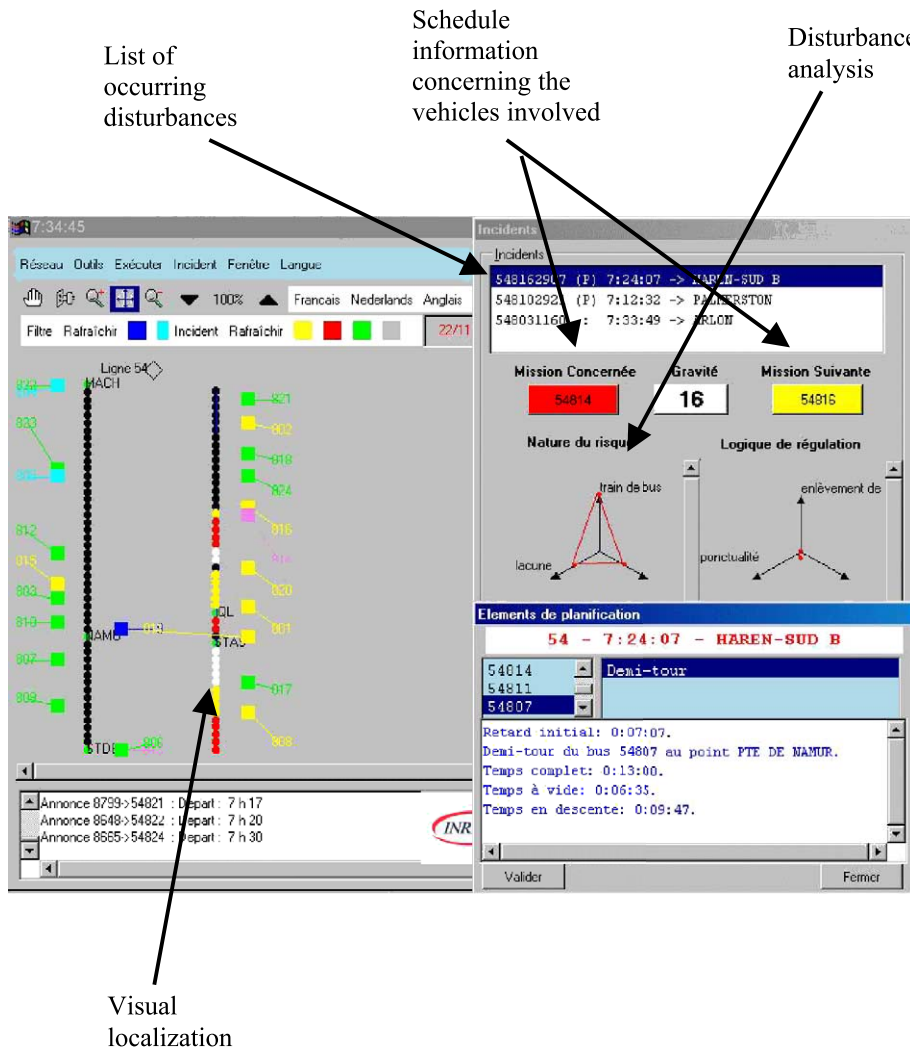 List of
occurring
disturbances
Schedule
information
concerning the
vehicles involved
Disturbance
analysis
7:34:45
Réseau Outils Exécuter Incident Fenêtre Langue
100% Francais Nederlands Anglais
Filtre Rafraîchir Incident Rafraîchir 22/11
Ligne 54
MACH
821
802
833
818
824
812
816
815
803
820
QL
810
NAMU
801
STAS
807
817
809
STDE
806
808
Annonce 8799->54821 : Depart : 7 h 17
Annonce 8648->54822 : Depart : 7 h 20
Annonce 8665->54824 : Depart : 7 h 30
INR
Incidents
Incidents
548162907 (P) 7:24:07 -> HAREN-SUD B
(P) 7:12:32 -> PALMERSTON
: 7:33:49 -> ARLON
Mission Concernée Gravité Mission Suivante
54814 16 54816
Nature du risque Logique de régulation
train de bus
enlèvement de
lacune
ponctualité
Elements de planification
54 - 7:24:07 - HAREN-SUD B
54814
54811
54807
Demi-tour
Retard initial: 0:07:07.
Demi-tour du bus 54807 au point PTE DE NAMUR.
Temps complet: 0:13:00.
Temps à vide: 0:06:35.
Temps en descente: 0:09:47.
Valider Fermer
Visual
localization